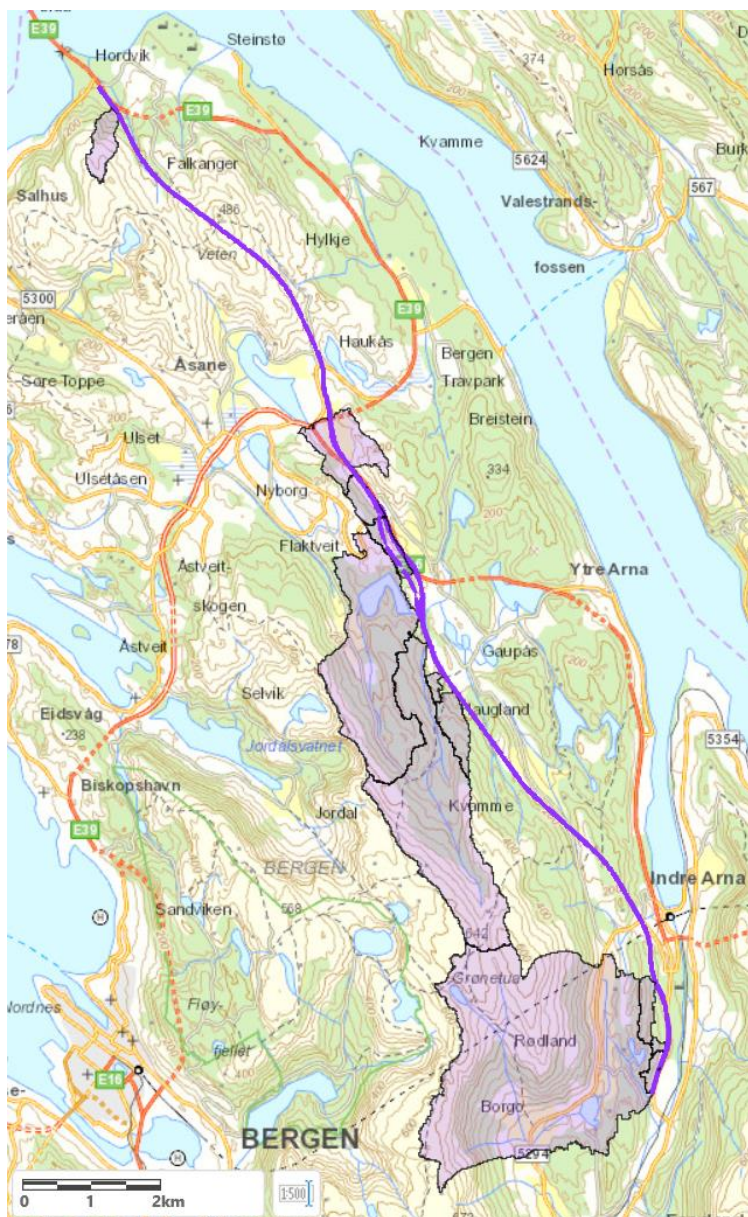 E39
Hordvik
Steinstø
374
Horsås
E39
Kvamme
5624
Falkanger
567
Salhus
Valestrands-
486
Veten
Hylkje
fossen
5300
E39
Haukås
Bergen
Travpark
Åsane
Søre Toppe
Breistein
Ulset
334
Ulsetåsen
Nyborg
Flaktveit
Ytre Arna
Åstveit-
skogen
Åstveit
Gaupås
Selvik
Eidsvåg
238
Jordalsvatnet
5354
Biskopshavn
Jordal
Kvamme
E39
BERGEN
Indre Arna
Sandviken
568
642
Grønetua
Nordnes
Fløy-
fjellet
Rødland
E16
Borgo
BERGEN
5294
0 1 2km
1:500